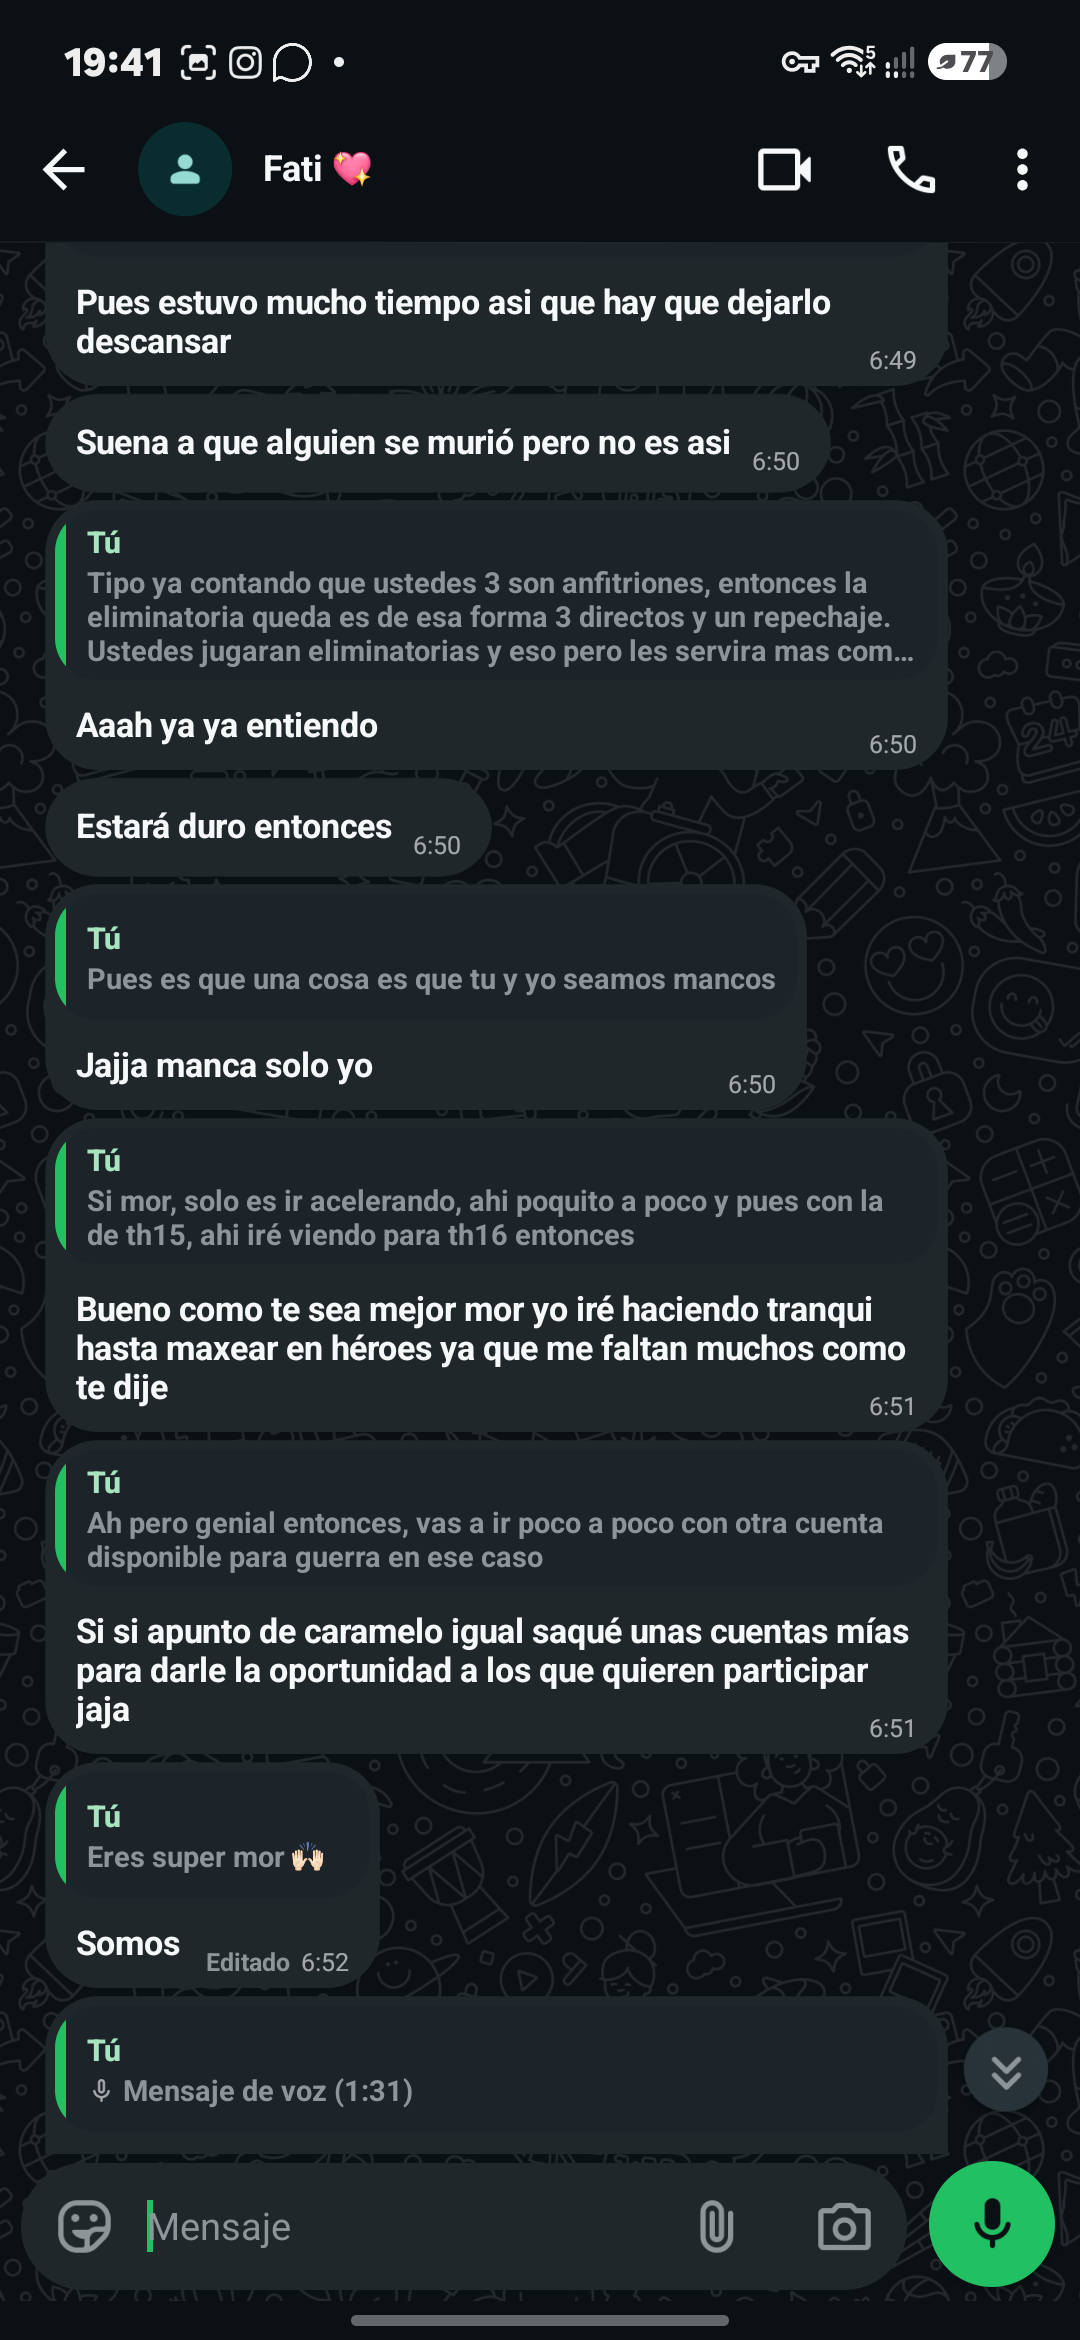 19:41
5
77
Fati 💖
Pues estuvo mucho tiempo asi que hay que dejarlo
descansar
6:49
Suena a que alguien se murió pero no es asi
6:50
Tú
Tipo ya contando que ustedes 3 son anfitriones, entonces la
eliminatoria queda es de esa forma 3 directos y un repechaje.
Ustedes jugaran eliminatorias y eso pero les servira mas com...
Aaah ya ya entiendo
6:50
Estará duro entonces
6:50
Tú
Pues es que una cosa es que tu y yo seamos mancos
Jajja manca solo yo
6:50
Tú
Si mor, solo es ir acelerando, ahi poquito a poco y pues con la
de th15, ahi iré viendo para th16 entonces
Bueno como te sea mejor mor yo iré haciendo tranqui
hasta maxear en héroes ya que me faltan muchos como
te dije
6:51
Tú
Ah pero genial entonces, vas a ir poco a poco con otra cuenta
disponible para guerra en ese caso
Si si apunto de caramelo igual saqué unas cuentas mías
para darle la oportunidad a los que quieren participar
jaja
6:51
Tú
Eres super mor 🙌🏻
Somos
Editado 6:52
Tú
Mensaje de voz (1:31)
Mensaje